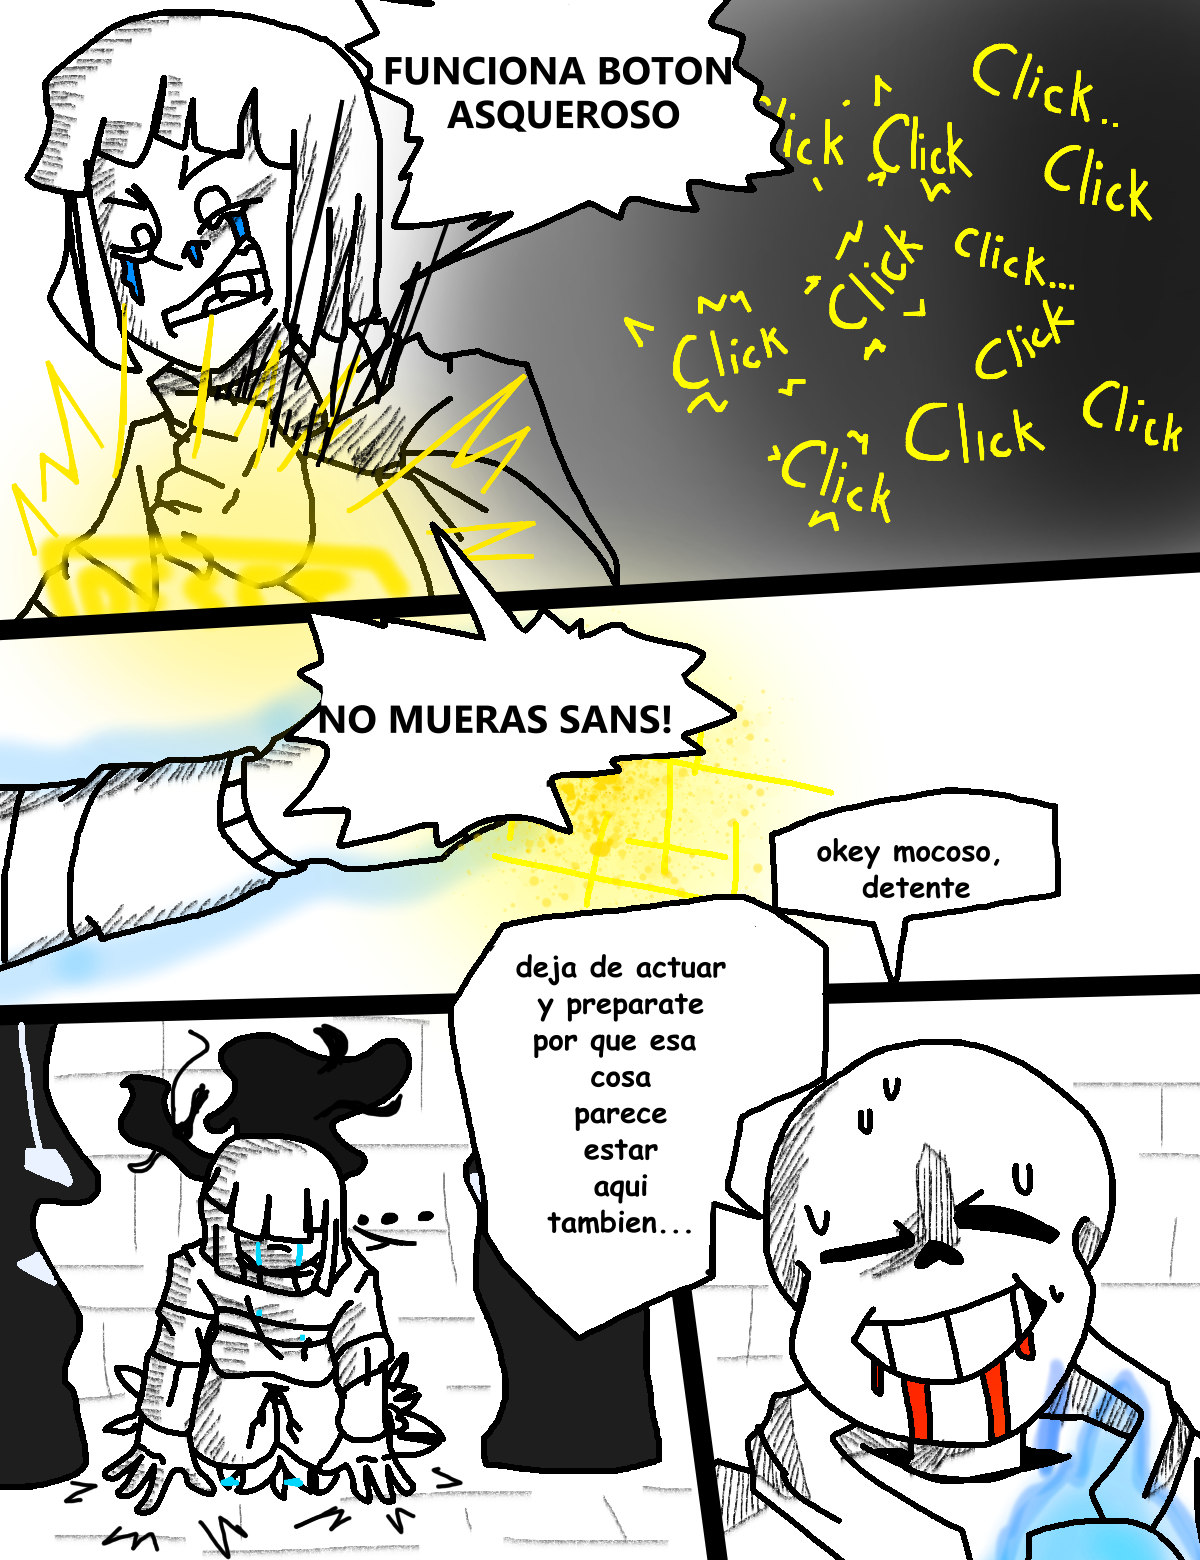 FUNCIONA BOTON
ASQUEROSO
Click..
Click
Click
Click
Click...
Click
Click
Click
Click
Click
Click
NO MUERAS SANS!
okey mocoso,
detente
deja de actuar
y preparate
por que esa
cosa
parece
estar
aqui
tambien...
...